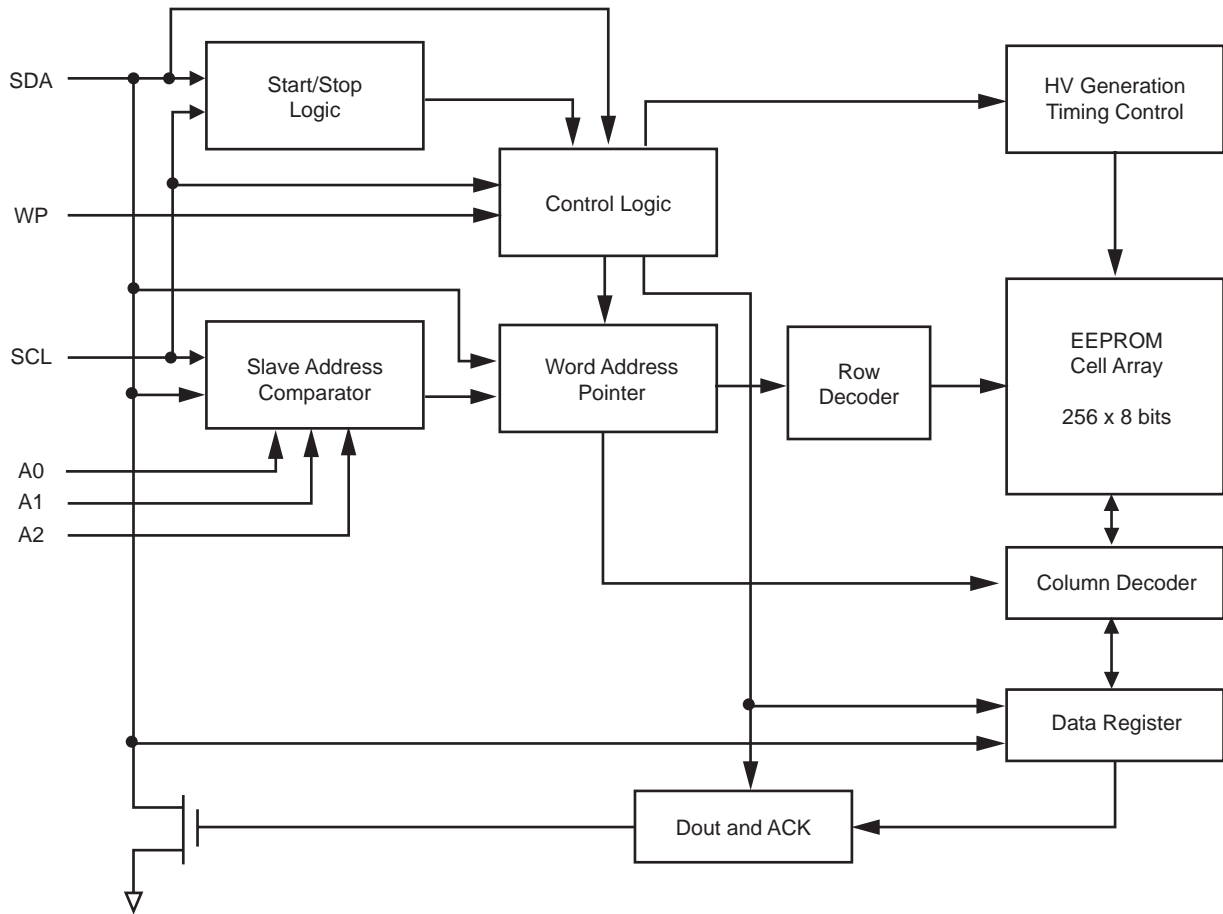 SDA
Start/Stop
Logic
HV Generation
Timing Control
WP
Control Logic
SCL
Slave Address
Comparator
Word Address
Pointer
Row
Decoder
EEPROM
Cell Array
256 x 8 bits
A0
A1
A2
Column Decoder
Data Register
Dout and ACK